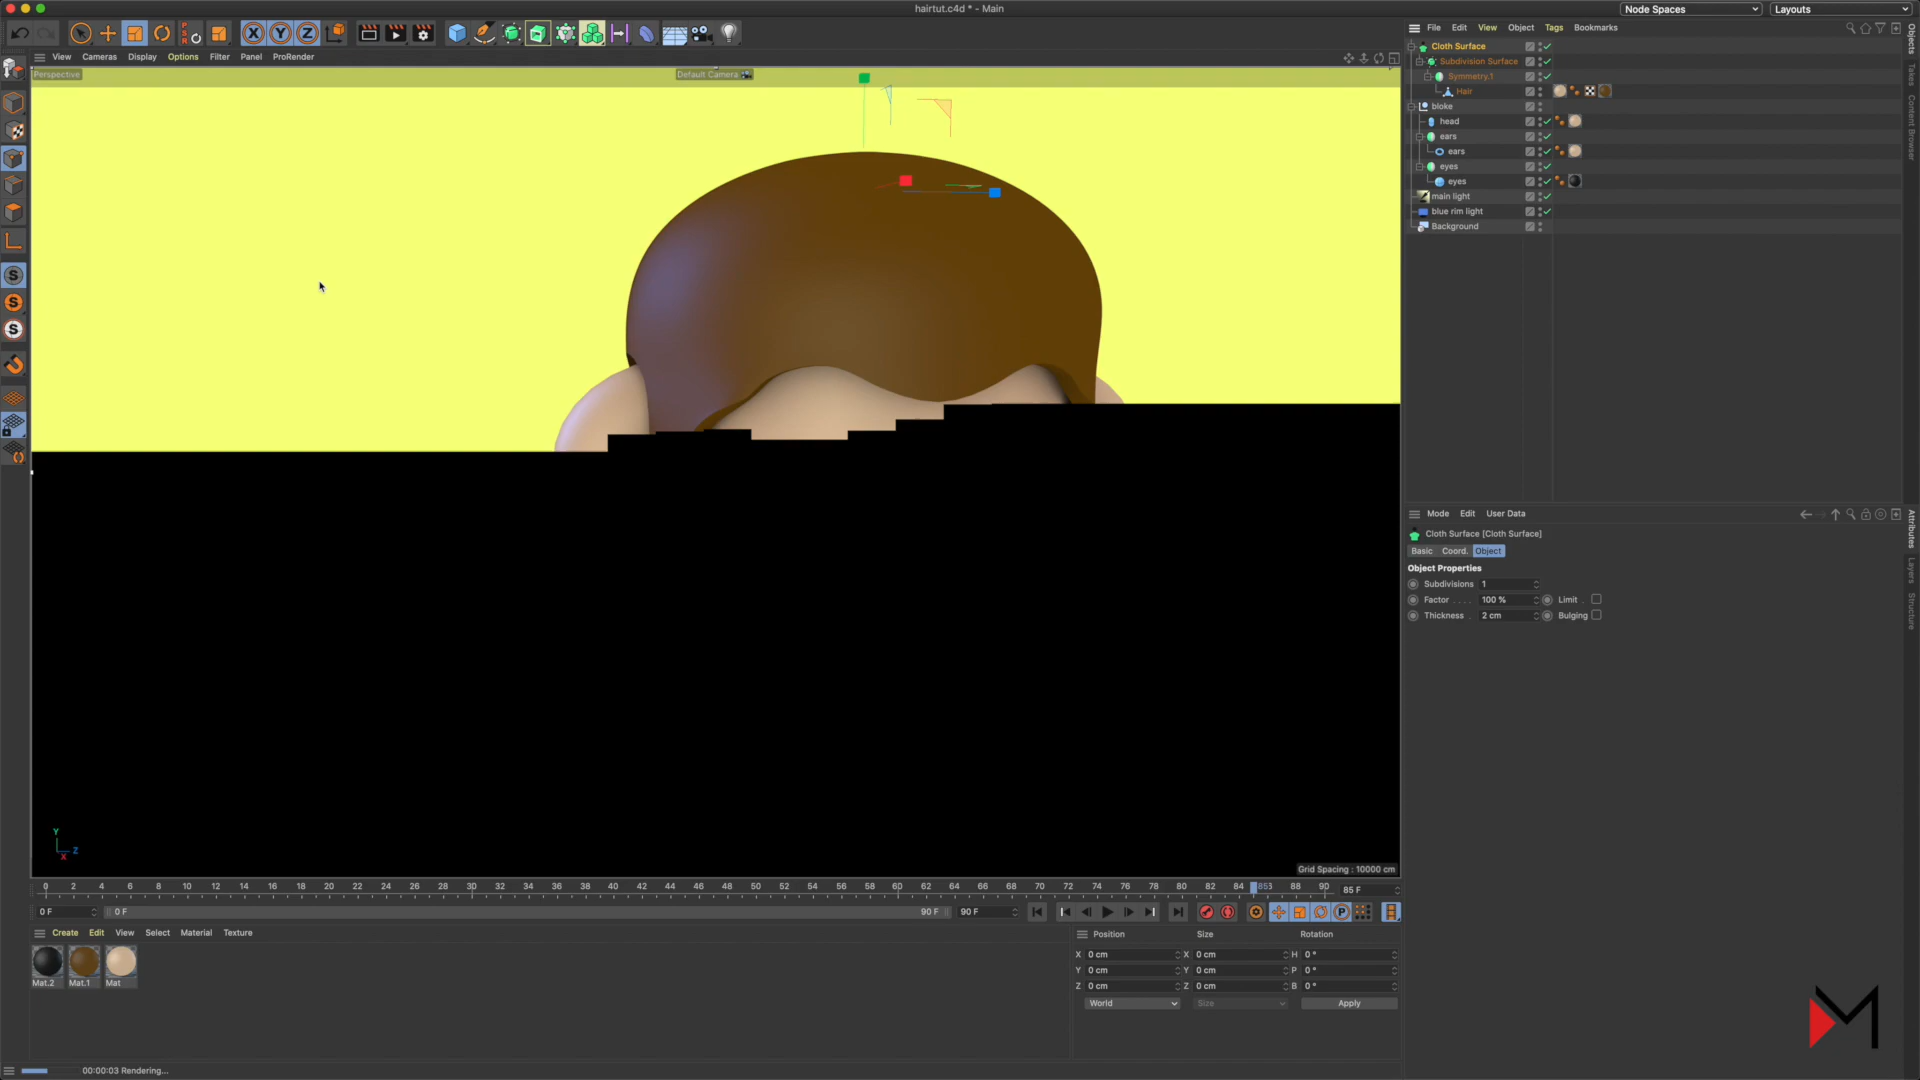 hairtut.c4d * - Main
Node Spaces
Layouts
View Cameras Display Options Filter Panel ProRender
File Edit View Object Tags Bookmarks
Perspective
Default Camera
Cloth Surface
Subdivision Surface
Symmetry.1
Hair
bloke
head
ears
ears
eyes
eyes
main light
blue rim light
Background
Objects
Takes
Content Browser
Mode Edit User Data
Cloth Surface [Cloth Surface]
Basic Coord. Object
Object Properties
Subdivisions 1
Factor . . . . 100 % Limit
Thickness . 2 cm Bulging
Attributes
Layers
Structure
Y
Z
X
Grid Spacing : 10000 cm
0 2 4 6 8 10 12 14 16 18 20 22 24 26 28 30 32 34 36 38 40 42 44 46 48 50 52 54 56 58 60 62 64 66 68 70 72 74 76 78 80 82 84 853 88 90
85 F
0 F 0 F 90 F 90 F
Create Edit View Select Material Texture
Mat.2 Mat.1 Mat
Position Size Rotation
X 0 cm X 0 cm H 0 °
Y 0 cm Y 0 cm P 0 °
Z 0 cm Z 0 cm B 0 °
World Size Apply
00:00:03 Rendering...